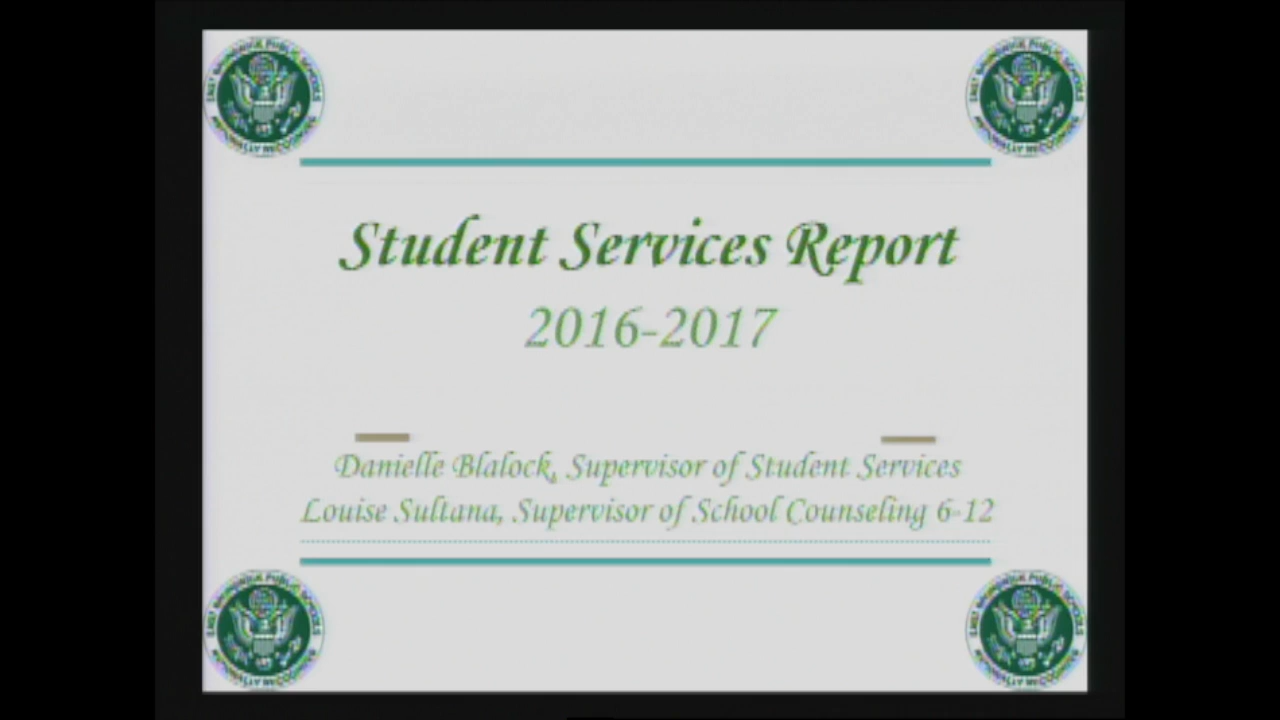 Student Services Report
2016-2017
Danielle Blalock, Supervisor of Student Services
Louise Sultana, Supervisor of School Counseling 6-12